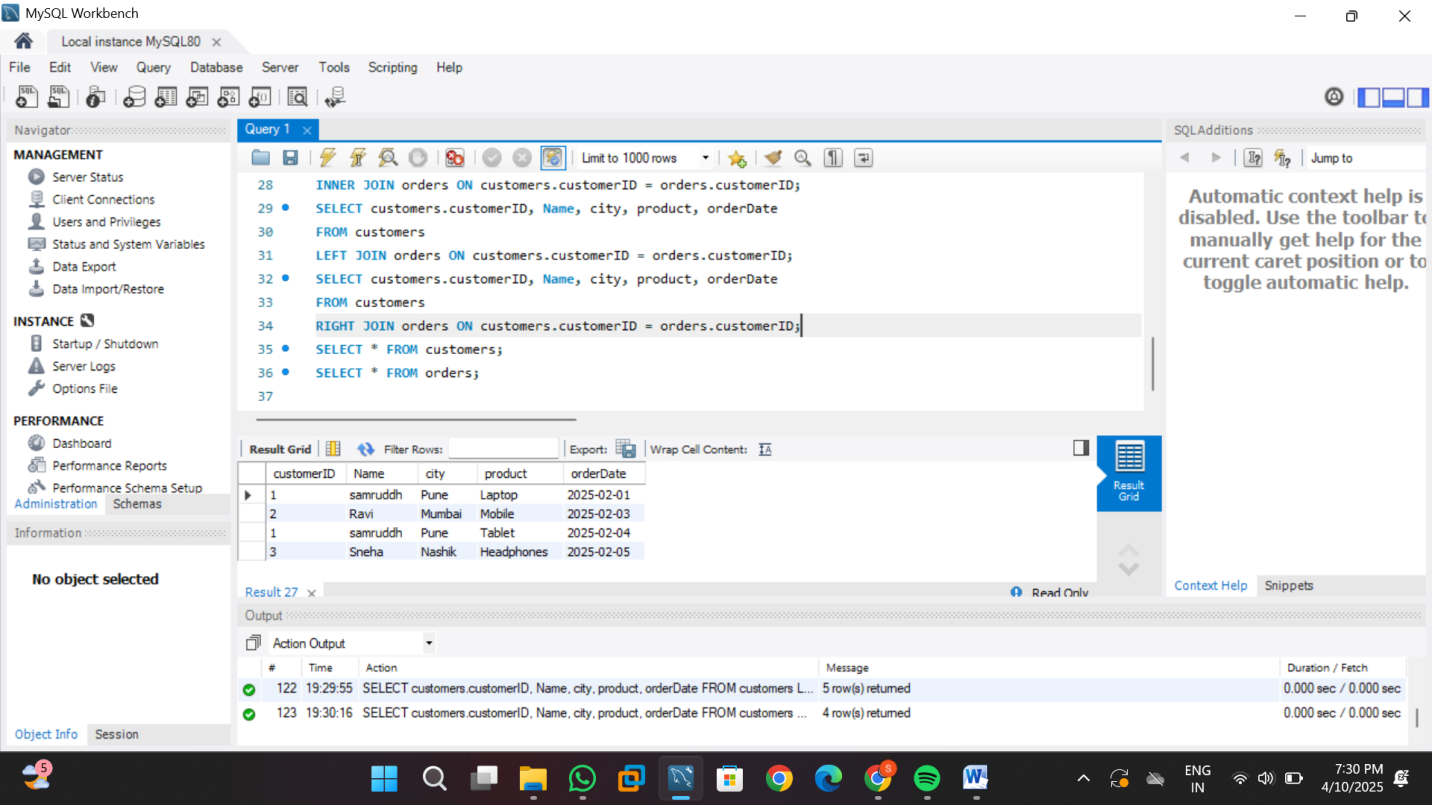 MySQL Workbench
Local instance MySQL80
File Edit View Query Database Server Tools Scripting Help
Navigator
MANAGEMENT
Server Status
Client Connections
Users and Privileges
Status and System Variables
Data Export
Data Import/Restore
INSTANCE
Startup / Shutdown
Server Logs
Options File
PERFORMANCE
Dashboard
Performance Reports
Performance Schema Setup
Administration Schemas
Information
No object selected
Object Info Session
Query 1
Limit to 1000 rows
28 INNER JOIN orders ON customers.customerID = orders.customerID;
29 SELECT customers.customerID, Name, city, product, orderDate
30 FROM customers
31 LEFT JOIN orders ON customers.customerID = orders.customerID;
32 SELECT customers.customerID, Name, city, product, orderDate
33 FROM customers
34 RIGHT JOIN orders ON customers.customerID = orders.customerID;
35 SELECT * FROM customers;
36 SELECT * FROM orders;
37
Result Grid Filter Rows: Export: Wrap Cell Content:
customerID Name city product orderDate
1 samruddh Pune Laptop 2025-02-01
2 Ravi Mumbai Mobile 2025-02-03
1 samruddh Pune Tablet 2025-02-04
3 Sneha Nashik Headphones 2025-02-05
Result Grid
Result 27 Read Only
Output
Action Output
# Time Action Message Duration / Fetch
122 19:29:55 SELECT customers.customerID, Name, city, product, orderDate FROM customers L... 5 row(s) returned 0.000 sec / 0.000 sec
123 19:30:16 SELECT customers.customerID, Name, city, product, orderDate FROM customers ... 4 row(s) returned 0.000 sec / 0.000 sec
SQLAdditions
Jump to
Automatic context help is
disabled. Use the toolbar to
manually get help for the
current caret position or to
toggle automatic help.
Context Help Snippets
5
S
ENG
IN
7:30 PM
4/10/2025